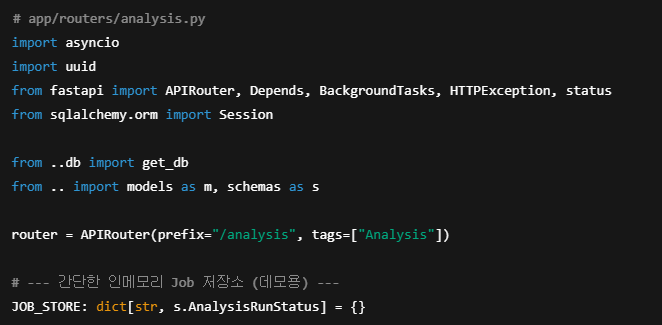 # app/routers/analysis.py
import asyncio
import uuid
from fastapi import APIRouter, Depends, BackgroundTasks, HTTPException, status
from sqlalchemy.orm import Session

from ..db import get_db
from .. import models as m, schemas as s

router = APIRouter(prefix="/analysis", tags=["Analysis"])

# --- 간단한 인메모리 Job 저장소 (데모용) ---
JOB_STORE: dict[str, s.AnalysisRunStatus] = {}